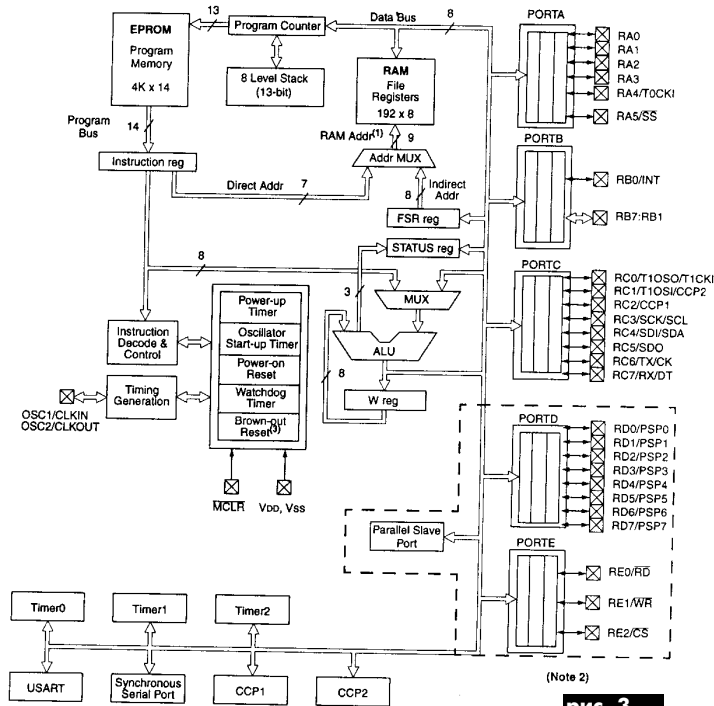 13
Data Bus
8
PORTA
EPROM
Program
Memory
4K x 14
Program Counter
8 Level Stack
(13-bit)
RAM
File
Registers
192 x 8
RA0
RA1
RA2
RA3
RA4/T0CKI
RA5/SS
Program
Bus
14
RAM Addr(1)
9
PORTB
Instruction reg
Addr MUX
Direct Addr
7
8
Indirect
Addr
RB0/INT
RB7:RB1
FSR reg
STATUS reg
8
3
MUX
PORTC
RC0/T1OSO/T1CKI
RC1/T1OSI/CCP2
RC2/CCP1
RC3/SCK/SCL
RC4/SDI/SDA
RC5/SDO
RC6/TX/CK
RC7/RX/DT
Power-up
Timer
Oscillator
Start-up Timer
Power-on
Reset
Watchdog
Timer
Brown-out
Reset(3)
Instruction
Decode &
Control
Timing
Generation
OSC1/CLKIN
OSC2/CLKOUT
ALU
8
W reg
MCLR
VDD, VSS
PORTD
RD0/PSP0
RD1/PSP1
RD2/PSP2
RD3/PSP3
RD4/PSP4
RD5/PSP5
RD6/PSP6
RD7/PSP7
Parallel Slave
Port
PORTE
RE0/RD
RE1/WR
RE2/CS
Timer0
Timer1
Timer2
USART
Synchronous
Serial Port
CCP1
CCP2
(Note 2)
рис. 3